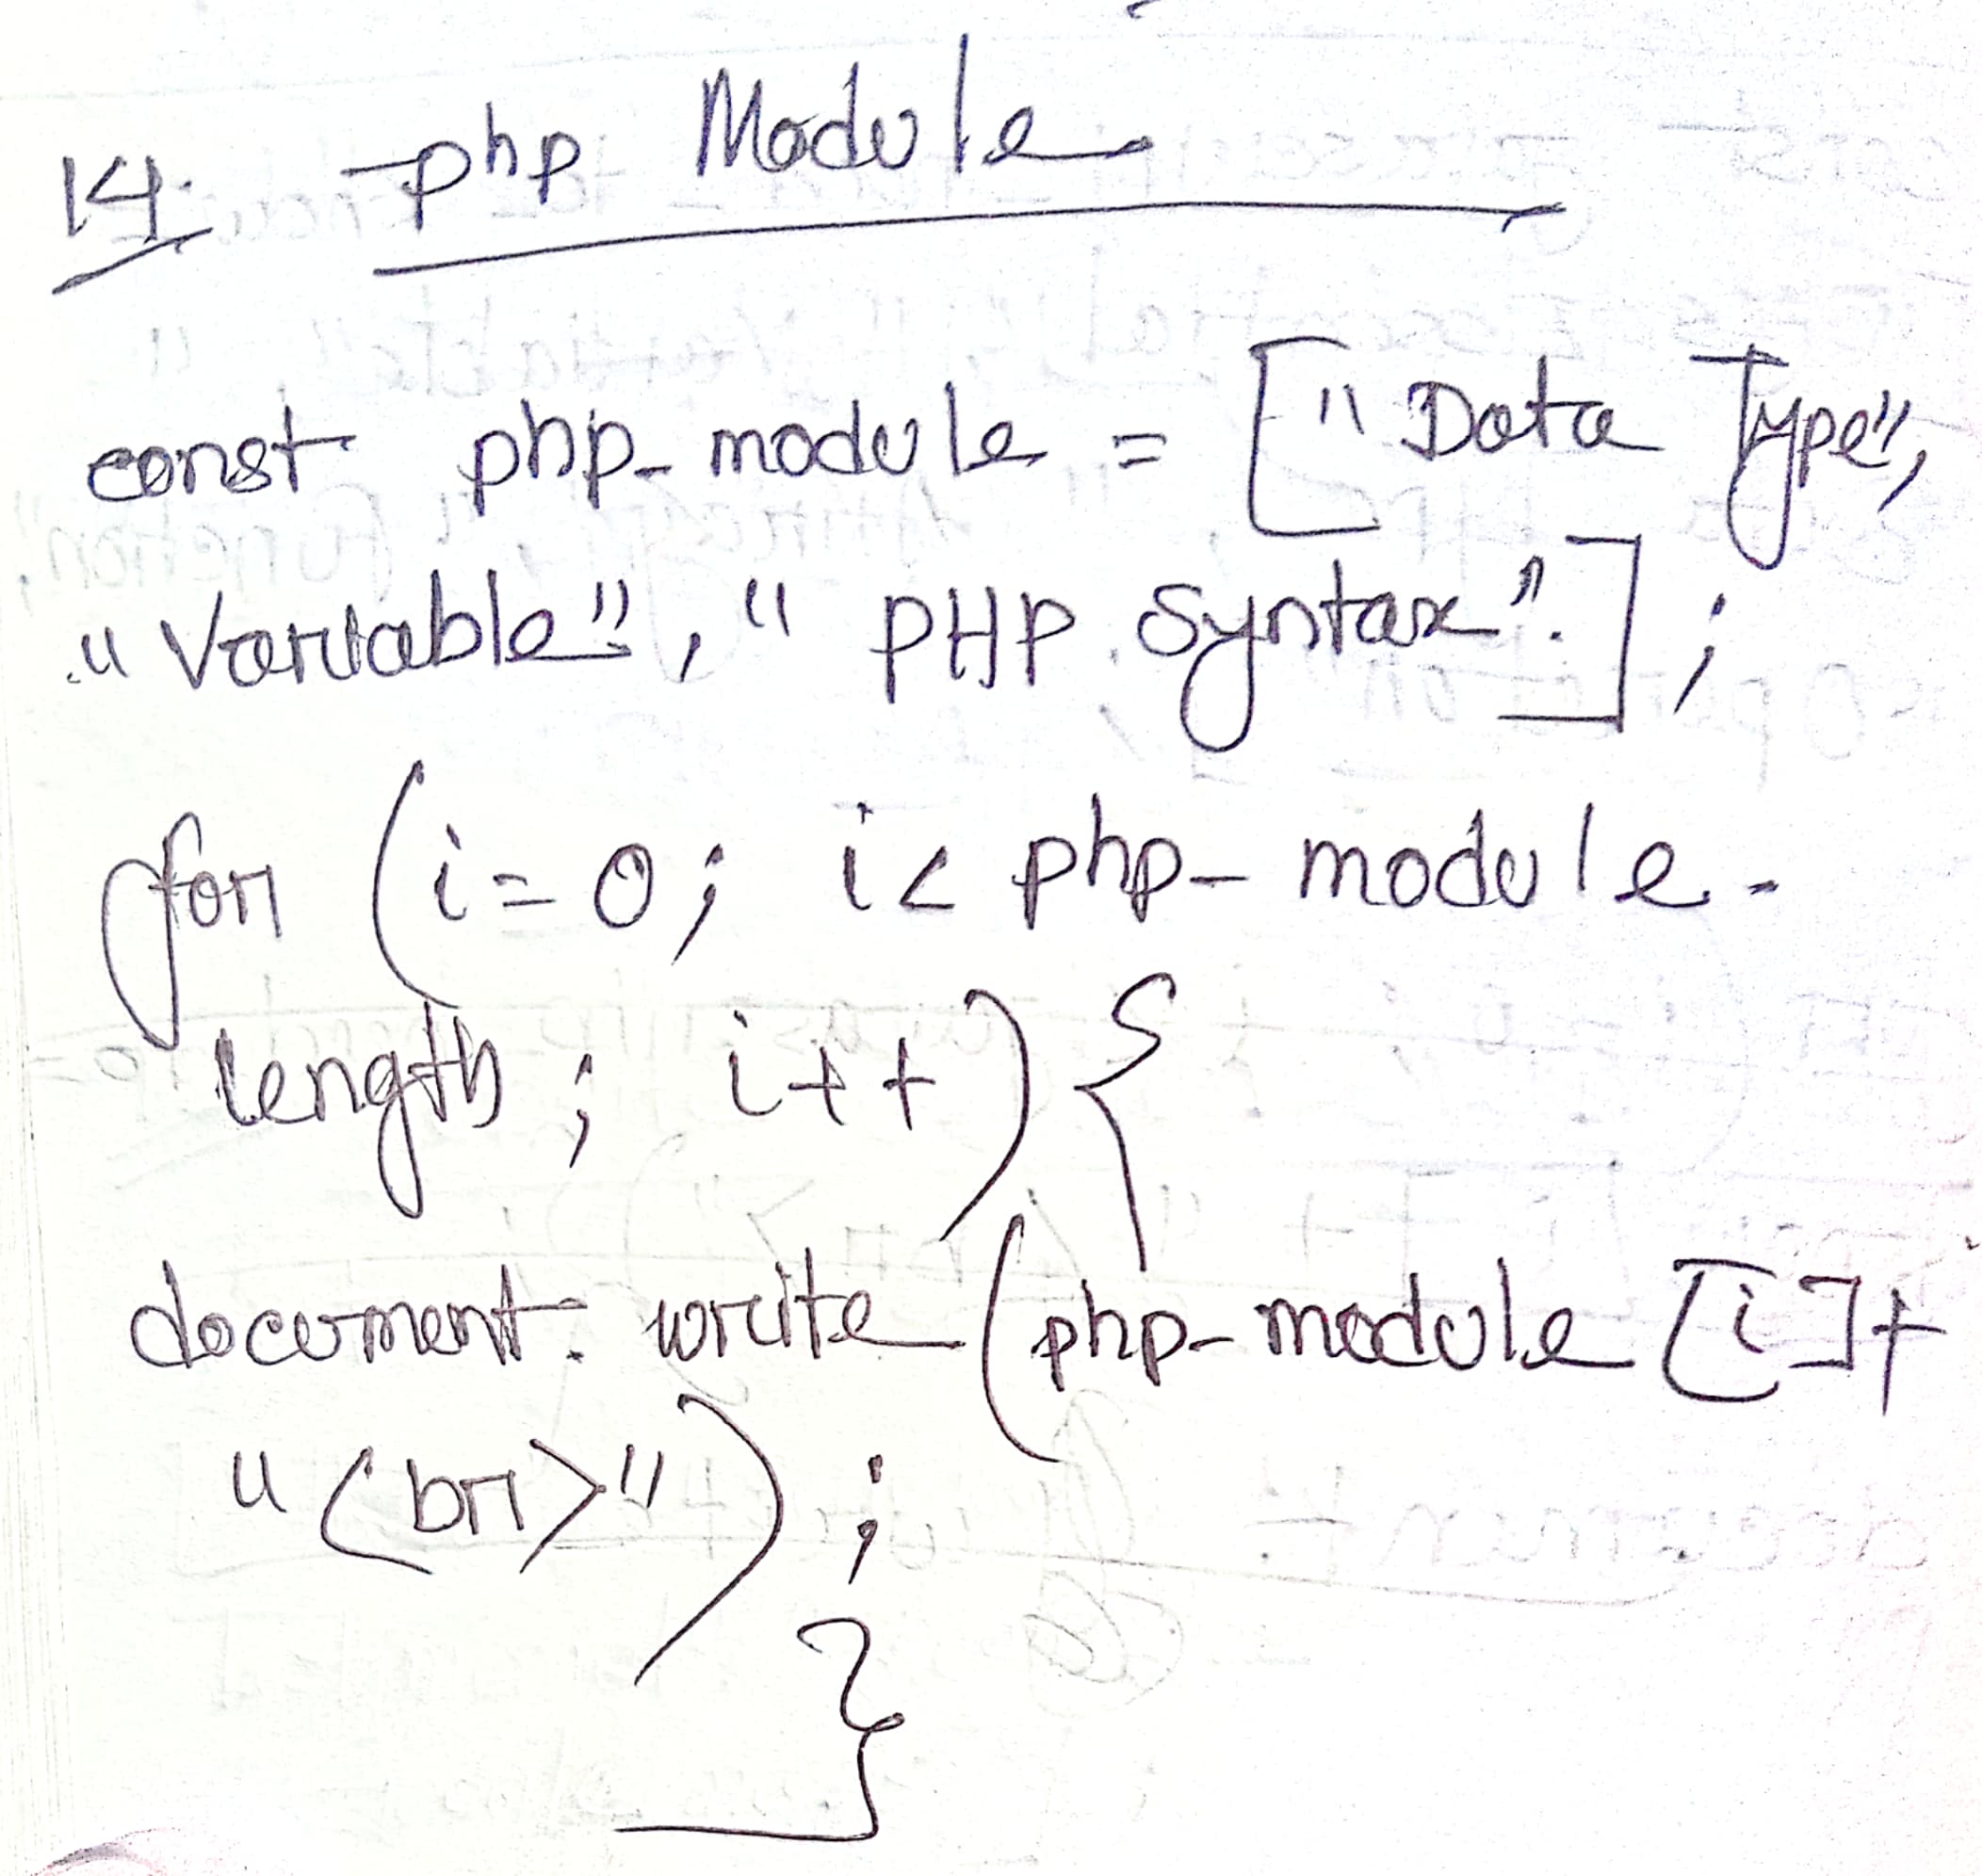 14. php Module
const php_module = ["Data Type",
"Variable", "PHP Syntax"];
for (i=0; i< php_module.
length; i++){
document.write(php_module[i]+
"<br>");
}